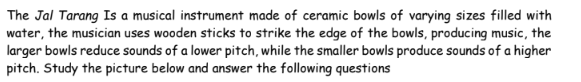 The Jal Tarang Is a musical instrument made of ceramic bowls of varying sizes filled with
water, the musician uses wooden sticks to strike the edge of the bowls, producing music, the
larger bowls reduce sounds of a lower pitch, while the smaller bowls produce sounds of a higher
pitch. Study the picture below and answer the following questions